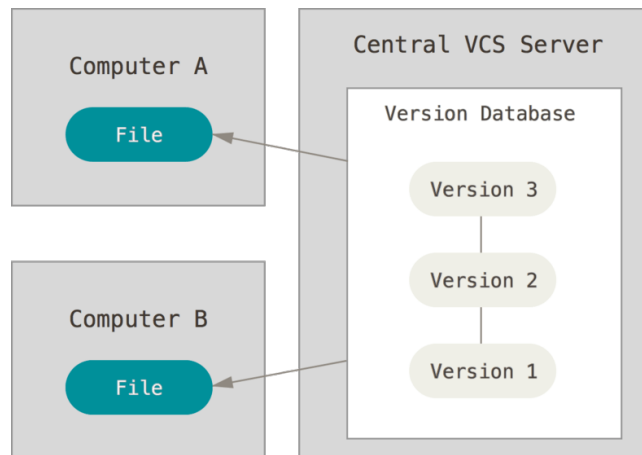 Computer A
File
Computer B
File
Central VCS Server
Version Database
Version 3
Version 2
Version 1